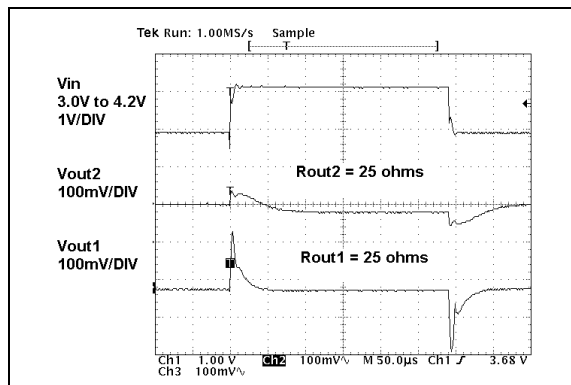 Tek Run: 1.00MS/s Sample
[ T ]
Vin
3.0V to 4.2V
1V/DIV
Vout2
100mV/DIV
Rout2 = 25 ohms
Vout1
100mV/DIV
Rout1 = 25 ohms
T
Ch1 1.00 V Ch2 100mV∿ M 50.0µs Ch1 ƒ 3.68 V
Ch3 100mV∿